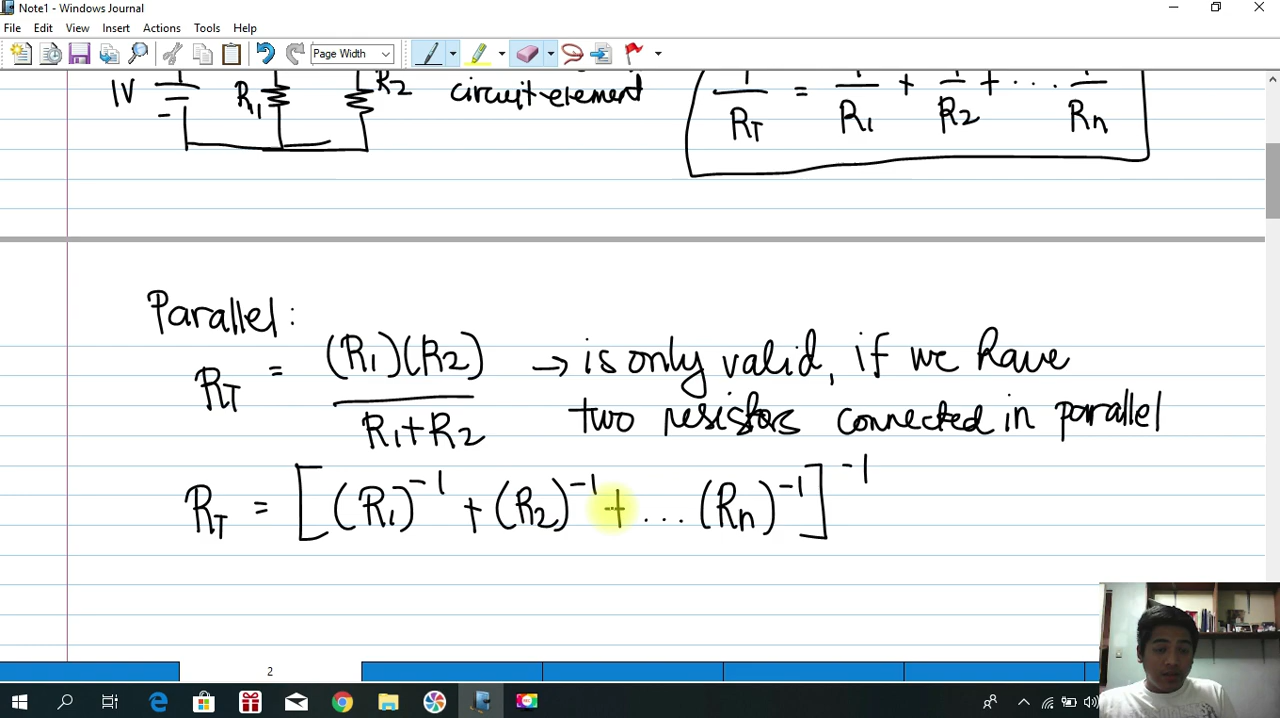 Note1 - Windows Journal
File Edit View Insert Actions Tools Help
Page Width
1V R1 R2 circuit element
1/RT = 1/R1 + 1/R2 + ... 1/Rn
Parallel:
RT = (R1)(R2) / R1+R2 → is only valid, if we have
two resistors connected in parallel
RT = [(R1)^-1 + (R2)^-1 + ... (Rn)^-1]^-1
2